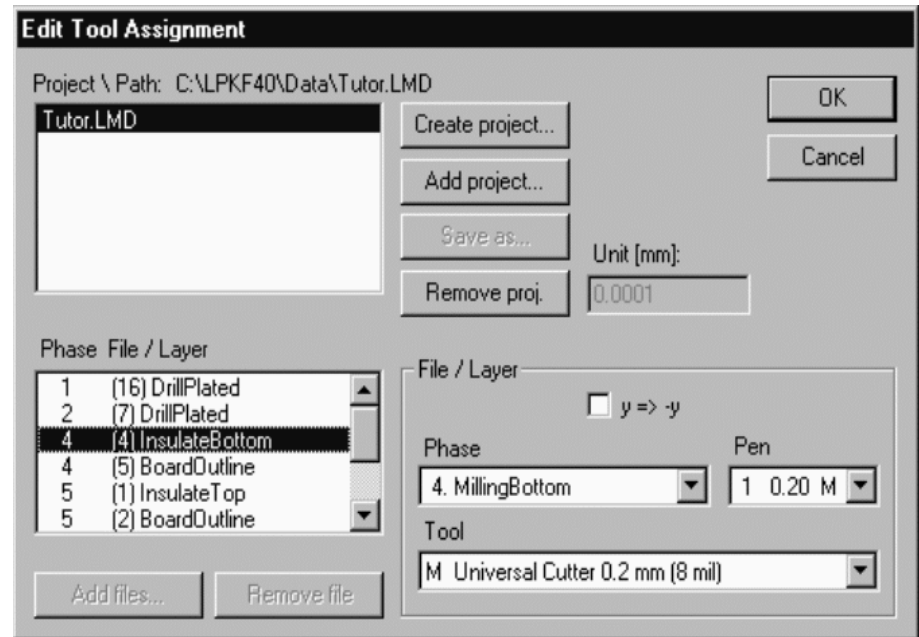 Edit Tool Assignment
Project \ Path: C:\LPKF40\Data\Tutor.LMD
Tutor.LMD
Create project...
Add project...
Save as...
Remove proj.
OK
Cancel
Unit [mm]:
0.0001
Phase File / Layer
1 (16) DrillPlated
2 (7) DrillPlated
4 (4) InsulateBottom
4 (5) BoardOutline
5 (1) InsulateTop
5 (2) BoardOutline
Add files...
Remove file
File / Layer
y => -y
Phase
Pen
4. MillingBottom
1 0.20 M
Tool
M Universal Cutter 0.2 mm (8 mil)